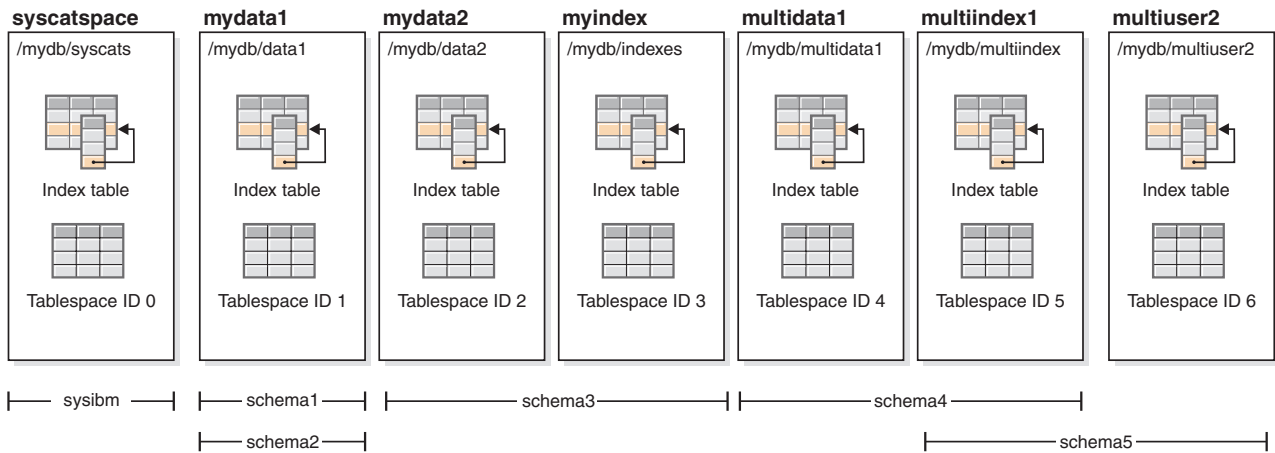 syscatspace
mydata1
mydata2
myindex
multidata1
multiindex1
multiuser2
/mydb/syscats
/mydb/data1
/mydb/data2
/mydb/indexes
/mydb/multidata1
/mydb/multiindex
/mydb/multiuser2
Index table
Index table
Index table
Index table
Index table
Index table
Index table
Tablespace ID 0
Tablespace ID 1
Tablespace ID 2
Tablespace ID 3
Tablespace ID 4
Tablespace ID 5
Tablespace ID 6
sysibm
schema1
schema3
schema4
schema2
schema5